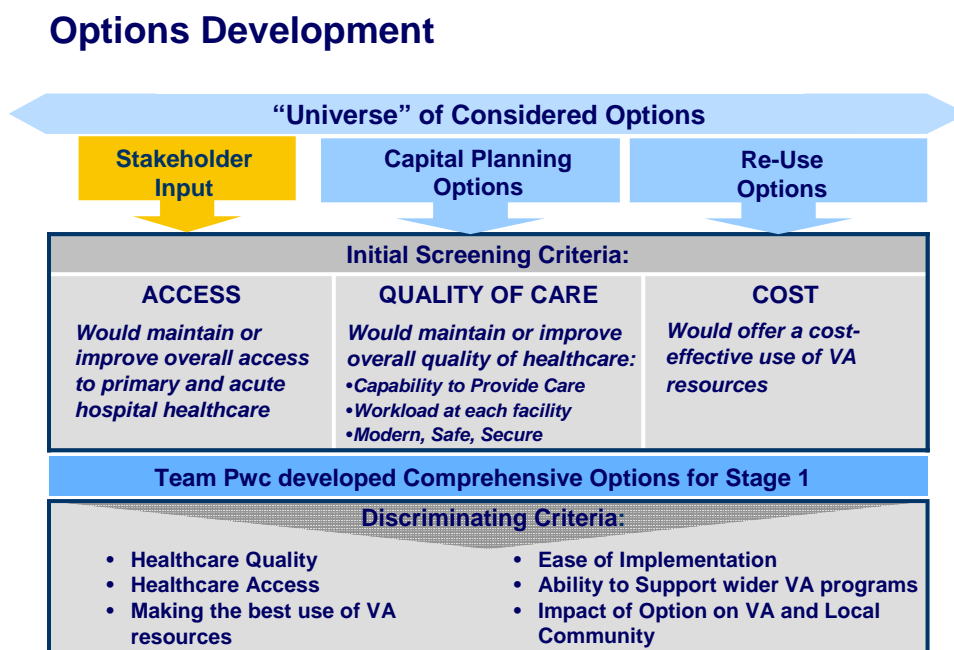 Options Development
“Universe” of Considered Options
Stakeholder
Input
Capital Planning
Options
Re-Use
Options
Initial Screening Criteria:
ACCESS
Would maintain or
improve overall access
to primary and acute
hospital healthcare
QUALITY OF CARE
Would maintain or improve
overall quality of healthcare:
•Capability to Provide Care
•Workload at each facility
•Modern, Safe, Secure
COST
Would offer a cost-
effective use of VA
resources
Team Pwc developed Comprehensive Options for Stage 1
Discriminating Criteria:
• Healthcare Quality
• Healthcare Access
• Making the best use of VA
resources
• Ease of Implementation
• Ability to Support wider VA programs
• Impact of Option on VA and Local
Community